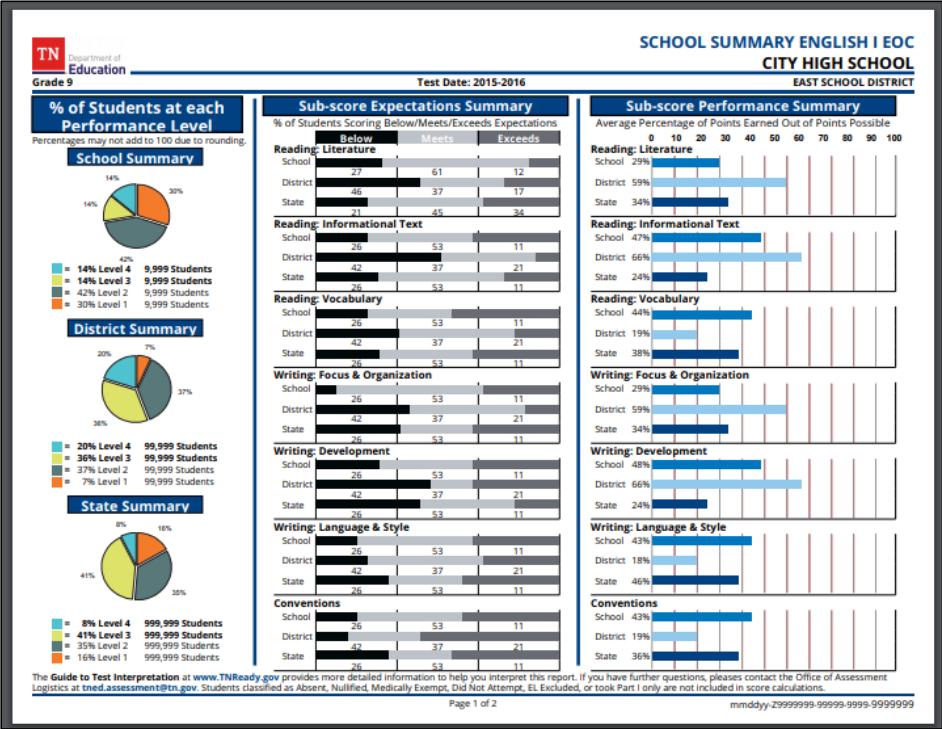 TN
Department of
Education
SCHOOL SUMMARY ENGLISH I EOC
CITY HIGH SCHOOL
Grade 9
Test Date: 2015-2016
EAST SCHOOL DISTRICT
% of Students at each
Performance Level
Percentages may not add to 100 due to rounding.
School Summary
14%
30%
14%
42%
= 14% Level 4 9,999 Students
= 14% Level 3 9,999 Students
= 42% Level 2 9,999 Students
= 30% Level 1 9,999 Students
District Summary
7%
20%
37%
36%
= 20% Level 4 99,999 Students
= 36% Level 3 99,999 Students
= 37% Level 2 99,999 Students
= 7% Level 1 99,999 Students
State Summary
8%
16%
41%
35%
= 8% Level 4 999,999 Students
= 41% Level 3 999,999 Students
= 35% Level 2 999,999 Students
= 16% Level 1 999,999 Students
Sub-score Expectations Summary
% of Students Scoring Below/Meets/Exceeds Expectations
Below Meets Exceeds
Reading: Literature
School
27 61 12
District
46 37 17
State
21 45 34
Reading: Informational Text
School
26 53 11
District
42 37 21
State
26 53 11
Reading: Vocabulary
School
26 53 11
District
42 37 21
State
26 53 11
Writing: Focus & Organization
School
26 53 11
District
42 37 21
State
26 53 11
Writing: Development
School
26 53 11
District
42 37 21
State
26 53 11
Writing: Language & Style
School
26 53 11
District
42 37 21
State
26 53 11
Conventions
School
26 53 11
District
42 37 21
State
26 53 11
Sub-score Performance Summary
Average Percentage of Points Earned Out of Points Possible
0 10 20 30 40 50 60 70 80 90 100
Reading: Literature
School 29%
District 59%
State 34%
Reading: Informational Text
School 47%
District 66%
State 24%
Reading: Vocabulary
School 44%
District 19%
State 38%
Writing: Focus & Organization
School 29%
District 59%
State 34%
Writing: Development
School 48%
District 66%
State 24%
Writing: Language & Style
School 43%
District 18%
State 46%
Conventions
School 43%
District 19%
State 36%
The Guide to Test Interpretation at www.TNReady.gov provides more detailed information to help you interpret this report. If you have further questions, pleases contact the Office of Assessment
Logistics at tned.assessment@tn.gov. Students classified as Absent, Nullified, Medically Exempt, Did Not Attempt, EL Excluded, or took Part I only are not included in score calculations.
Page 1 of 2
mmddyy-Z9999999-99999-9999-9999999